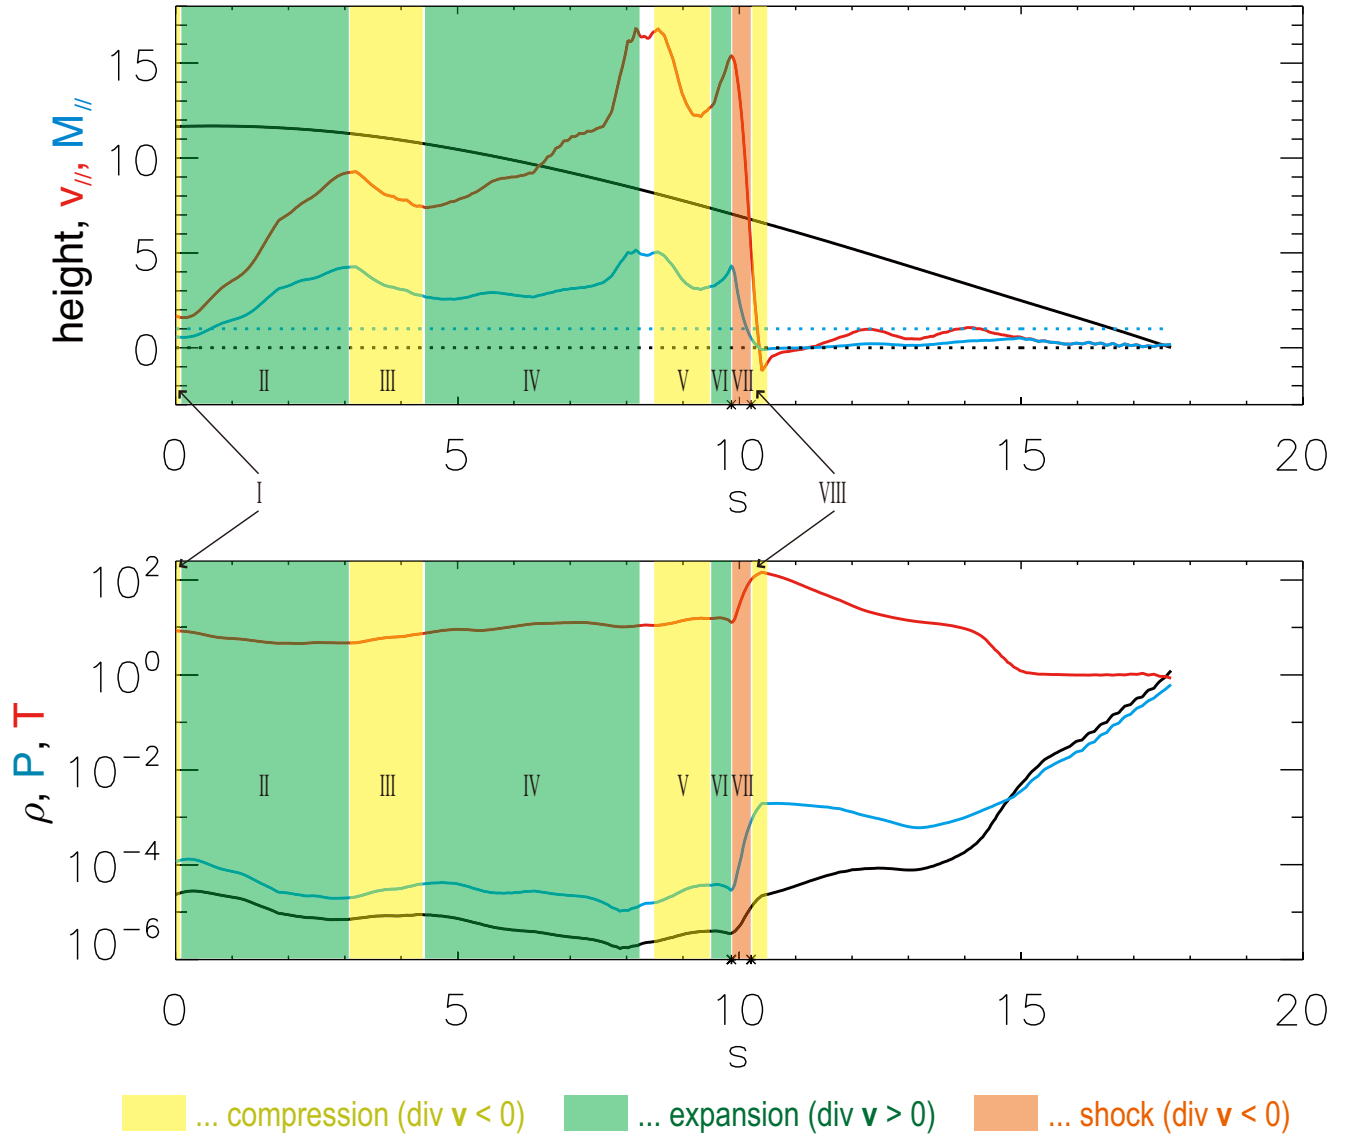 height, v//, M//
15
10
5
0
II III IV V VI VII
0 5 10 15 20
s
I VIII
ρ, P, T
10^2
10^0
10^-2
10^-4
10^-6
II III IV V VI VII
0 5 10 15 20
s
... compression (div v < 0) ... expansion (div v > 0) ... shock (div v < 0)